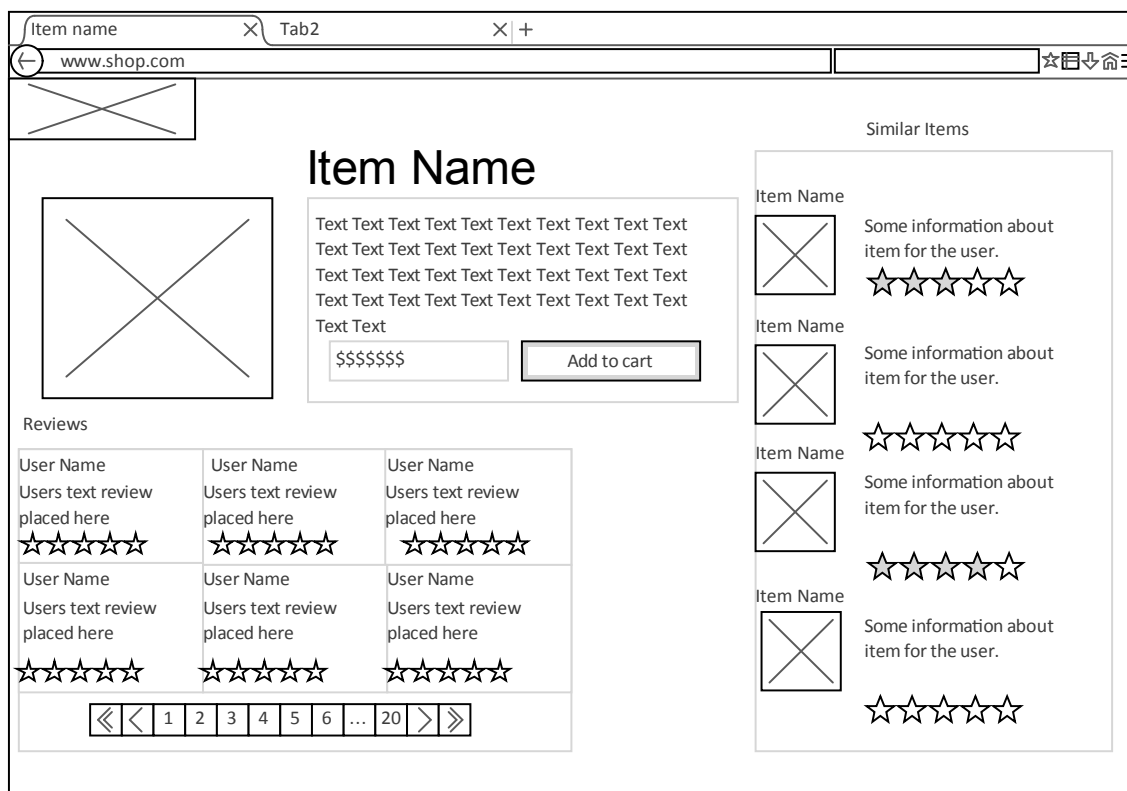 Item name
Tab2
www.shop.com
Item Name
Text Text Text Text Text Text Text Text Text Text
Text Text Text Text Text Text Text Text Text Text
Text Text Text Text Text Text Text Text Text Text
Text Text Text Text Text Text Text Text Text Text
Text Text
$$$$$$$
Add to cart
Reviews
User Name
Users text review
placed here
User Name
Users text review
placed here
User Name
Users text review
placed here
User Name
Users text review
placed here
User Name
Users text review
placed here
User Name
Users text review
placed here
1 2 3 4 5 6 ... 20
Similar Items
Item Name
Some information about
item for the user.
Item Name
Some information about
item for the user.
Item Name
Some information about
item for the user.
Item Name
Some information about
item for the user.